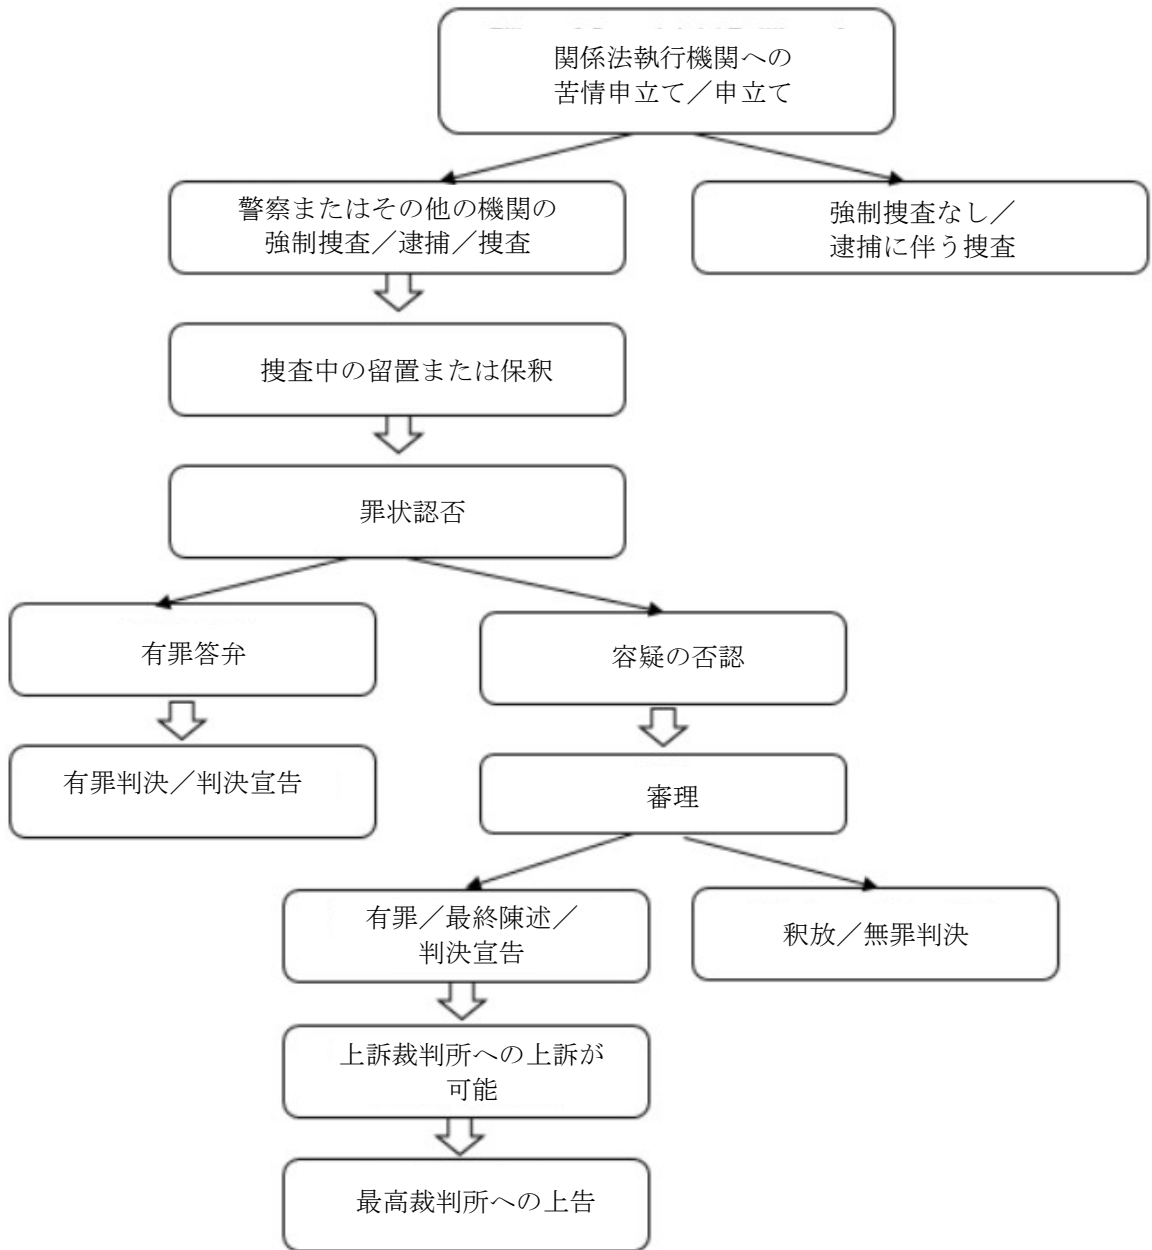 関係法執行機関への
苦情申立て／申立て
警察またはその他の機関の
強制捜査／逮捕／捜査
強制捜査なし／
逮捕に伴う捜査
捜査中の留置または保釈
罪状認否
有罪答弁
容疑の否認
有罪判決／判決宣告
審理
有罪／最終陳述／
判決宣告
釈放／無罪判決
上訴裁判所への上訴が
可能
最高裁判所への上告